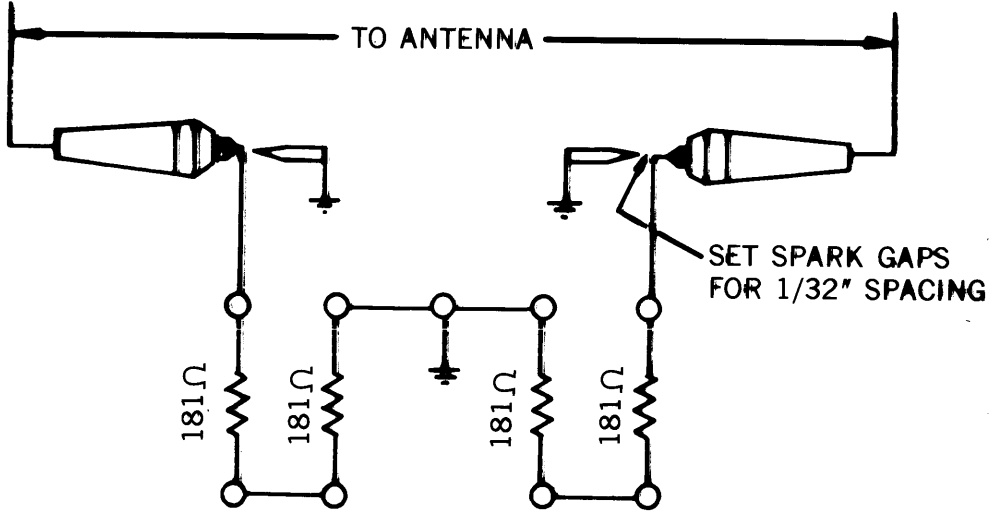 TO ANTENNA
SET SPARK GAPS
FOR 1/32" SPACING
181Ω
181Ω
181Ω
181Ω